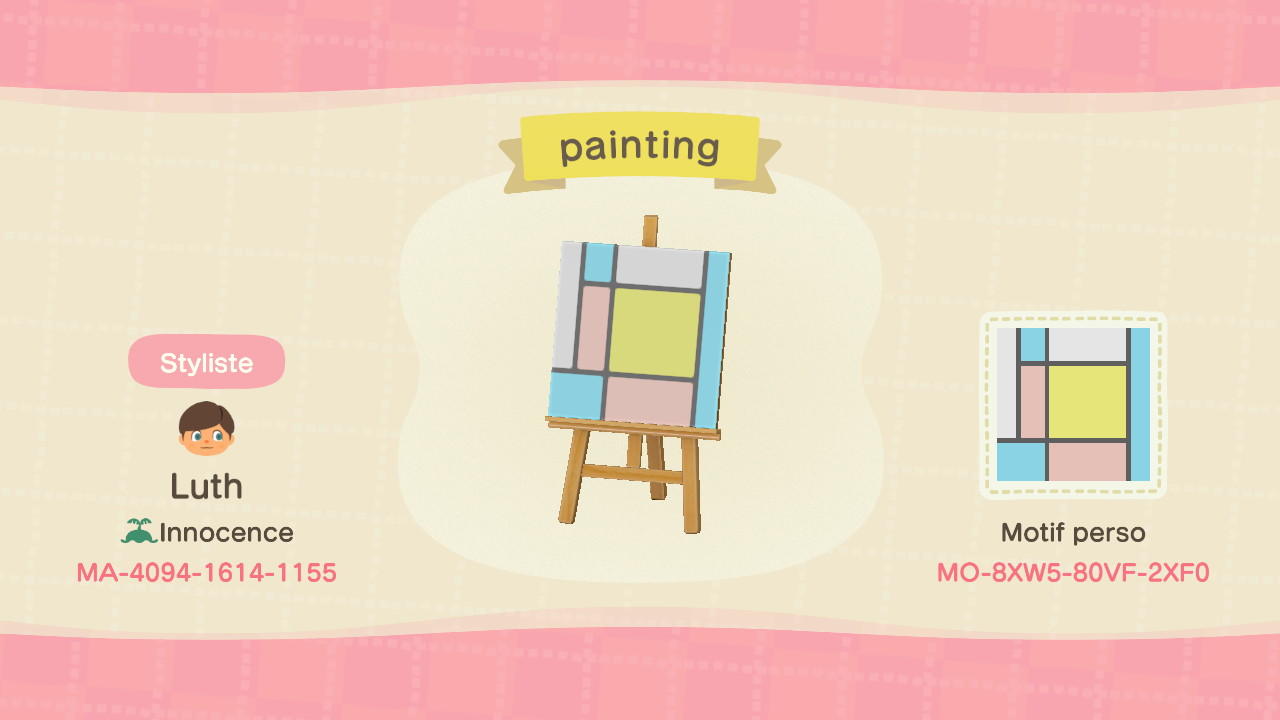 painting
Styliste
Luth
Innocence
MA-4094-1614-1155
Motif perso
MO-8XW5-80VF-2XF0